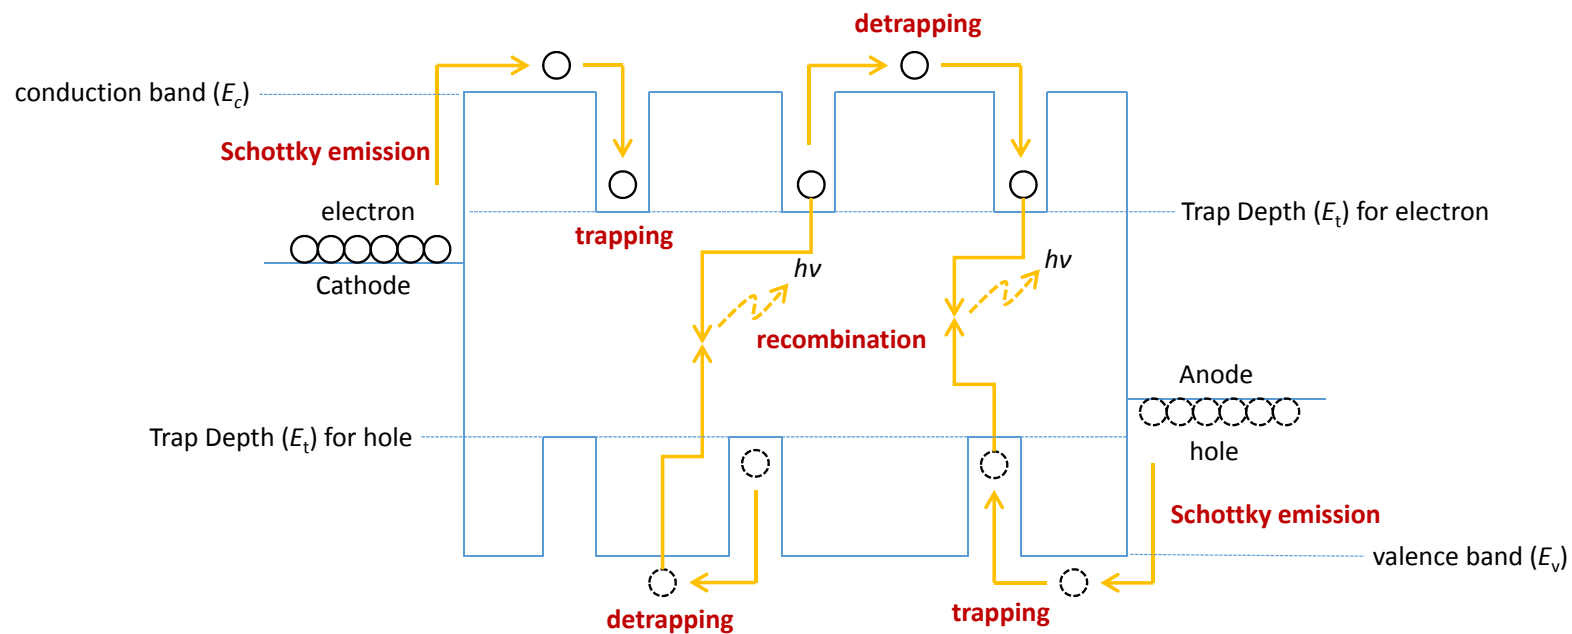 detrapping
conduction band (Ec)
Schottky emission
electron
Trap Depth (Et) for electron
trapping
hν
hν
Cathode
recombination
Anode
Trap Depth (Et) for hole
hole
Schottky emission
valence band (Ev)
detrapping
trapping